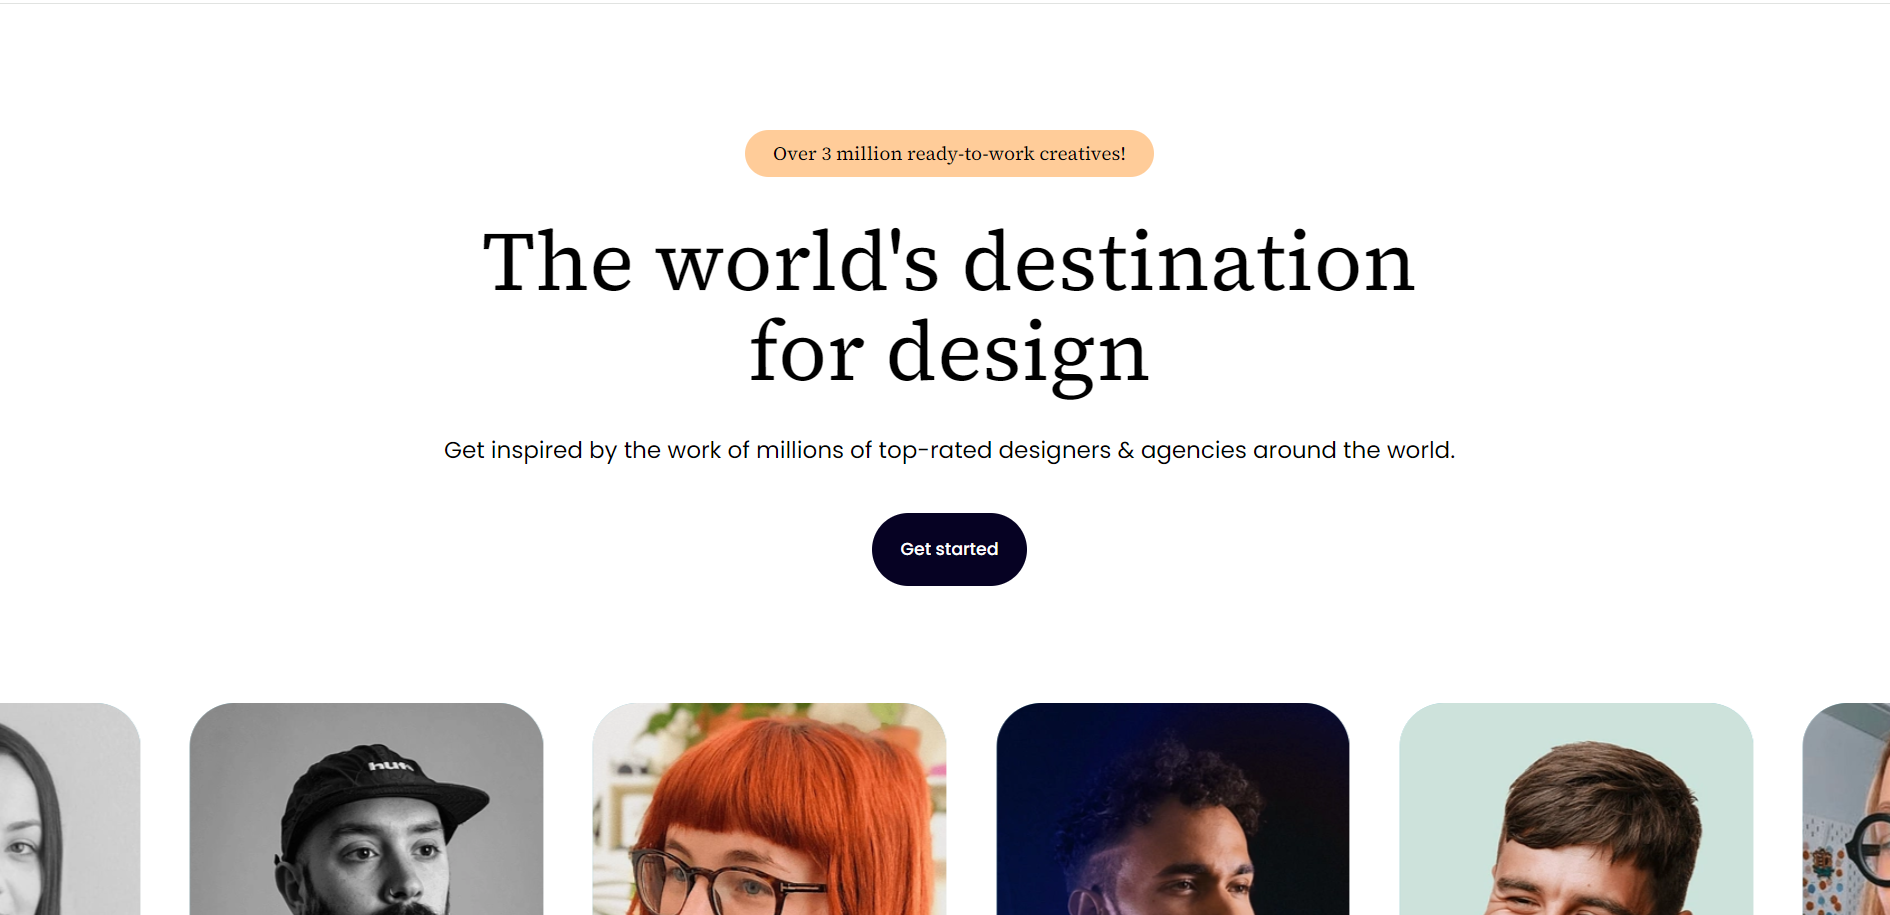 Over 3 million ready-to-work creatives!
The world's destination
for design
Get inspired by the work of millions of top-rated designers & agencies around the world.
Get started
huf